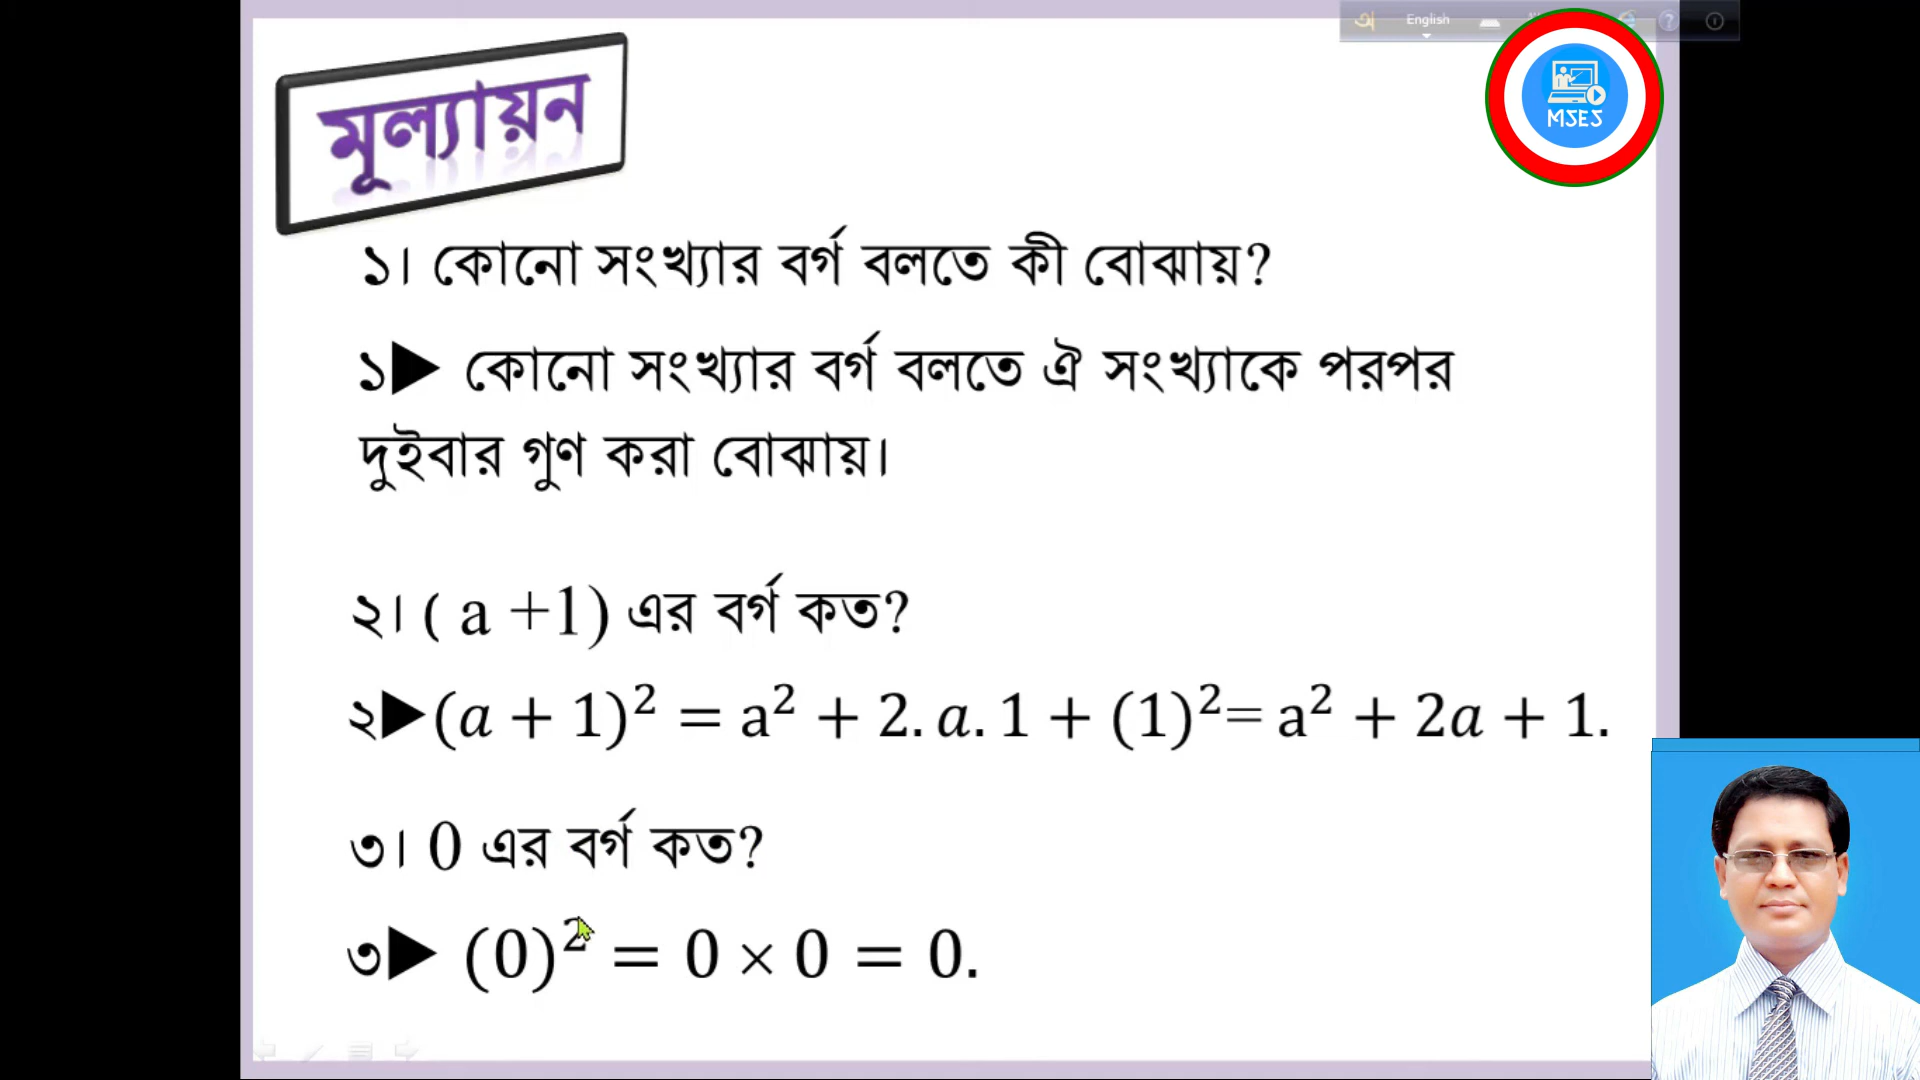 English
মূল্যায়ন
MSES
১। কোনো সংখ্যার বর্গ বলতে কী বোঝায়?
১▶ কোনো সংখ্যার বর্গ বলতে ঐ সংখ্যাকে পরপর
দুইবার গুণ করা বোঝায়।
২। ( a +1) এর বর্গ কত?
২▶(a + 1)² = a² + 2. a. 1 + (1)²= a² + 2a + 1.
৩। 0 এর বর্গ কত?
৩▶ (0)² = 0 × 0 = 0.